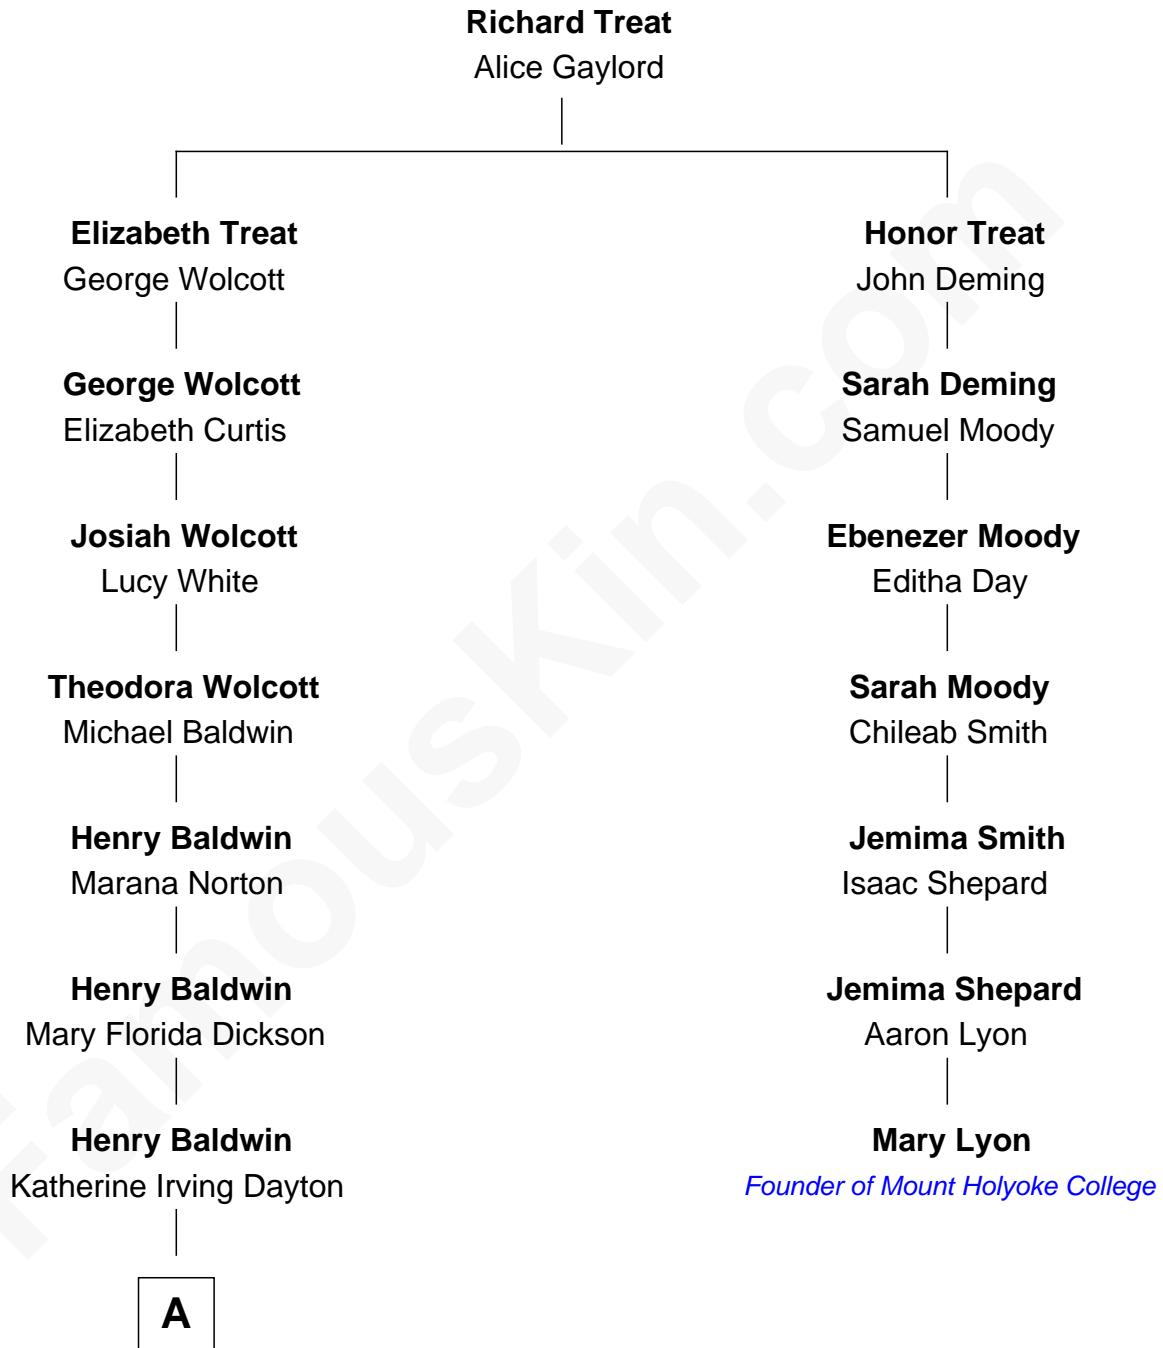 Richard Treat
Alice Gaylord
Elizabeth Treat
George Wolcott
Honor Treat
John Deming
George Wolcott
Elizabeth Curtis
Sarah Deming
Samuel Moody
Josiah Wolcott
Lucy White
Ebenezer Moody
Editha Day
Theodora Wolcott
Michael Baldwin
Sarah Moody
Chileab Smith
Henry Baldwin
Marana Norton
Jemima Smith
Isaac Shepard
Henry Baldwin
Mary Florida Dickson
Jemima Shepard
Aaron Lyon
Henry Baldwin
Katherine Irving Dayton
Mary Lyon
Founder of Mount Holyoke College
A
FamousKin.com